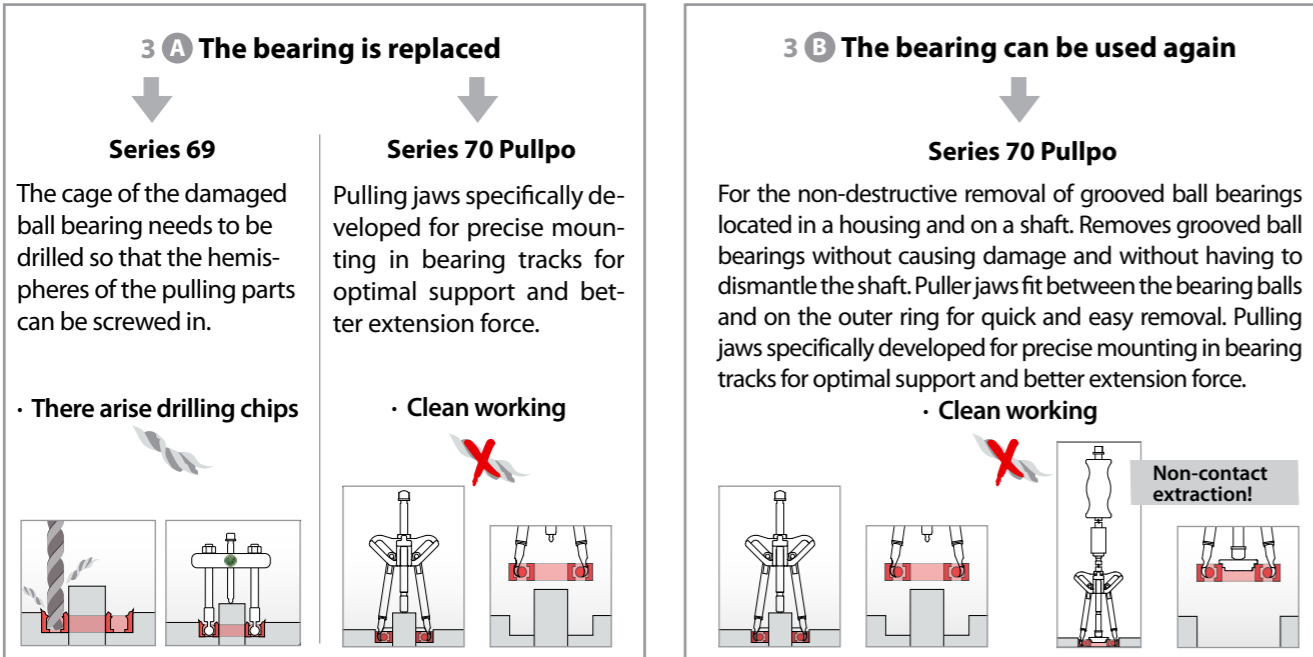 3 A The bearing is replaced
Series 69
The cage of the damaged
ball bearing needs to be
drilled so that the hemis-
pheres of the pulling parts
can be screwed in.
· There arise drilling chips
Series 70 Pullpo
Pulling jaws specifically de-
veloped for precise moun-
ting in bearing tracks for
optimal support and bet-
ter extension force.
· Clean working
3 B The bearing can be used again
Series 70 Pullpo
For the non-destructive removal of grooved ball bearings
located in a housing and on a shaft. Removes grooved ball
bearings without causing damage and without having to
dismantle the shaft. Puller jaws fit between the bearing balls
and on the outer ring for quick and easy removal. Pulling
jaws specifically developed for precise mounting in bearing
tracks for optimal support and better extension force.
· Clean working
Non-contact
extraction!